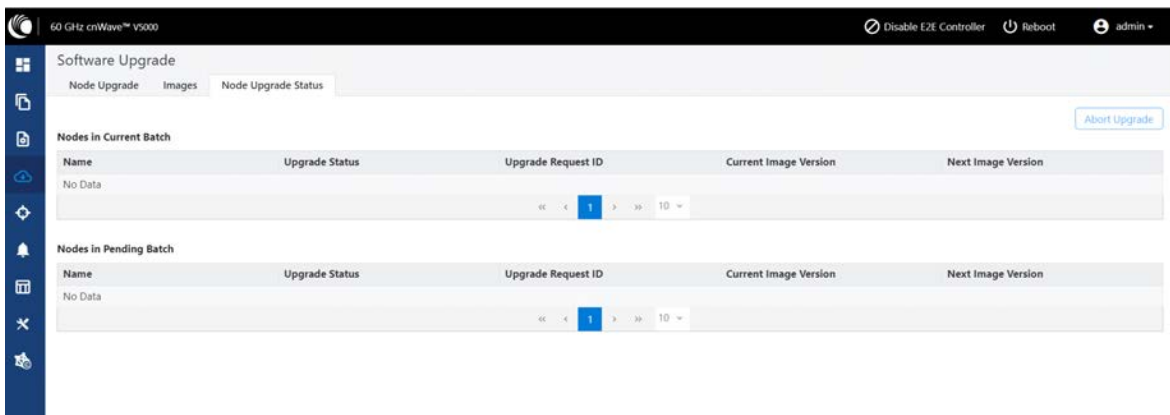 60 GHz cnWave™ V5000 Disable E2E Controller Reboot admin
Software Upgrade
Node Upgrade Images Node Upgrade Status
Abort Upgrade
Nodes in Current Batch
Name Upgrade Status Upgrade Request ID Current Image Version Next Image Version
No Data
« ‹ 1 › » 10
Nodes in Pending Batch
Name Upgrade Status Upgrade Request ID Current Image Version Next Image Version
No Data
« ‹ 1 › » 10